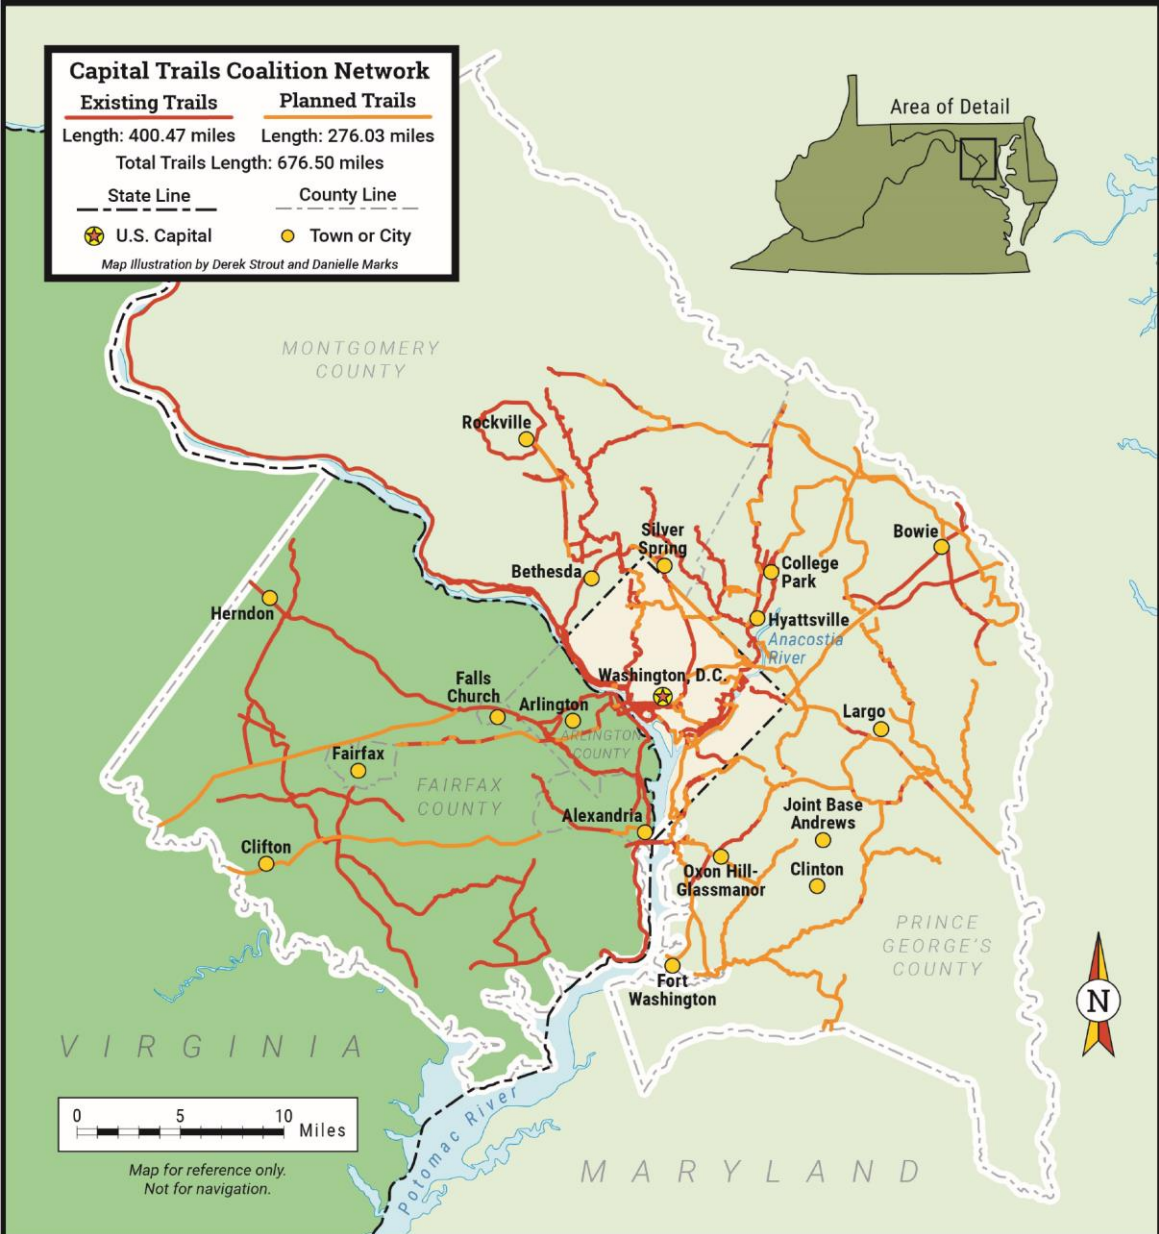 Capital Trails Coalition Network
Existing Trails
Planned Trails
Length: 400.47 miles
Length: 276.03 miles
Total Trails Length: 676.50 miles
State Line
County Line
U.S. Capital
Town or City
Map Illustration by Derek Strout and Danielle Marks
Area of Detail
MONTGOMERY
COUNTY
Rockville
Silver
Spring
Bowie
Bethesda
College
Park
Herndon
Hyattsville
Anacostia
River
Falls
Church
Washington, D.C.
Arlington
Largo
ARLINGTON
COUNTY
Fairfax
FAIRFAX
COUNTY
Alexandria
Joint Base
Andrews
Clifton
Oxon Hill-
Glassmanor
Clinton
PRINCE
GEORGE'S
COUNTY
Fort
Washington
N
VIRGINIA
0 5 10
Miles
Map for reference only.
Not for navigation.
Potomac River
MARYLAND